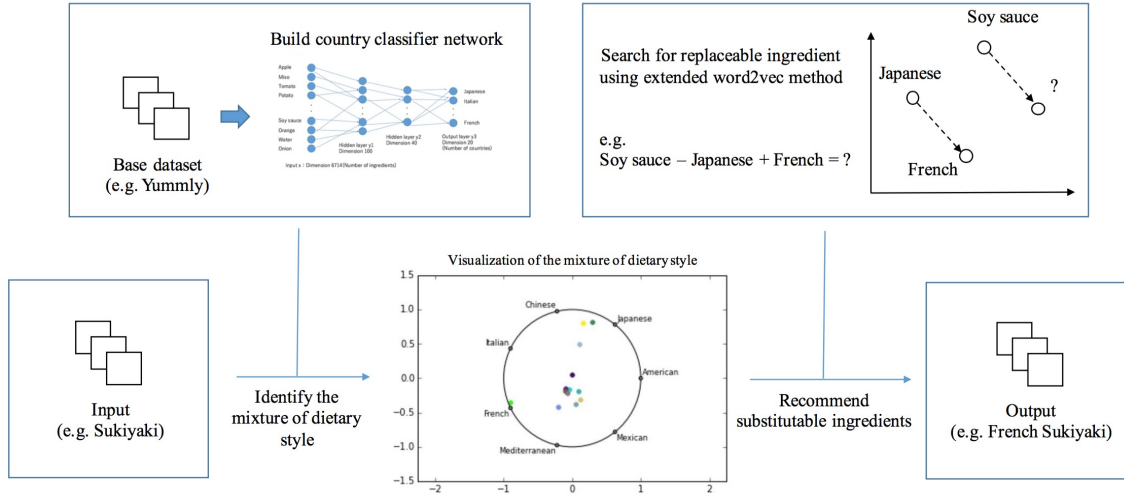 Build country classifier network
Apple
Miso
Tomato
Potato
Soy sauce
Orange
Water
Onion
Japanese
Italian
French
Hidden layer y1
Dimension 100
Hidden layer y2
Dimension 40
Output layer y3
Dimension 20
(Number of countries)
Input x : Dimension 6714(Number of ingredients)
Base dataset
(e.g. Yummly)
Search for replaceable ingredient
using extended word2vec method
e.g.
Soy sauce – Japanese + French = ?
Soy sauce
Japanese
?
French
Input
(e.g. Sukiyaki)
Identify the
mixture of dietary
style
Visualization of the mixture of dietary style
1.5
1.0
0.5
0.0
−0.5
−1.0
−1.5
−2
−1
0
1
2
Chinese
Japanese
Italian
American
French
Mexican
Mediterranean
Recommend
substitutable ingredients
Output
(e.g. French Sukiyaki)